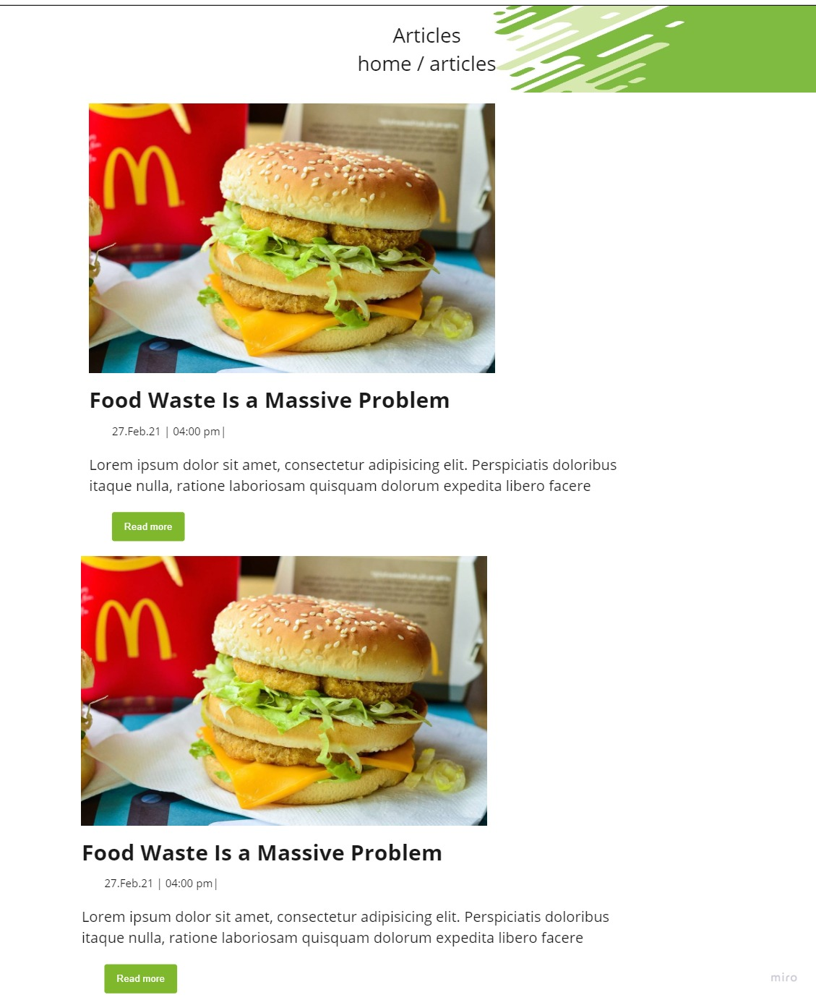 Articles
home / articles
Food Waste Is a Massive Problem
27.Feb.21 | 04:00 pm|
Lorem ipsum dolor sit amet, consectetur adipisicing elit. Perspiciatis doloribus
itaque nulla, ratione laboriosam quisquam dolorum expedita libero facere
Read more
Food Waste Is a Massive Problem
27.Feb.21 | 04:00 pm|
Lorem ipsum dolor sit amet, consectetur adipisicing elit. Perspiciatis doloribus
itaque nulla, ratione laboriosam quisquam dolorum expedita libero facere
Read more
miro